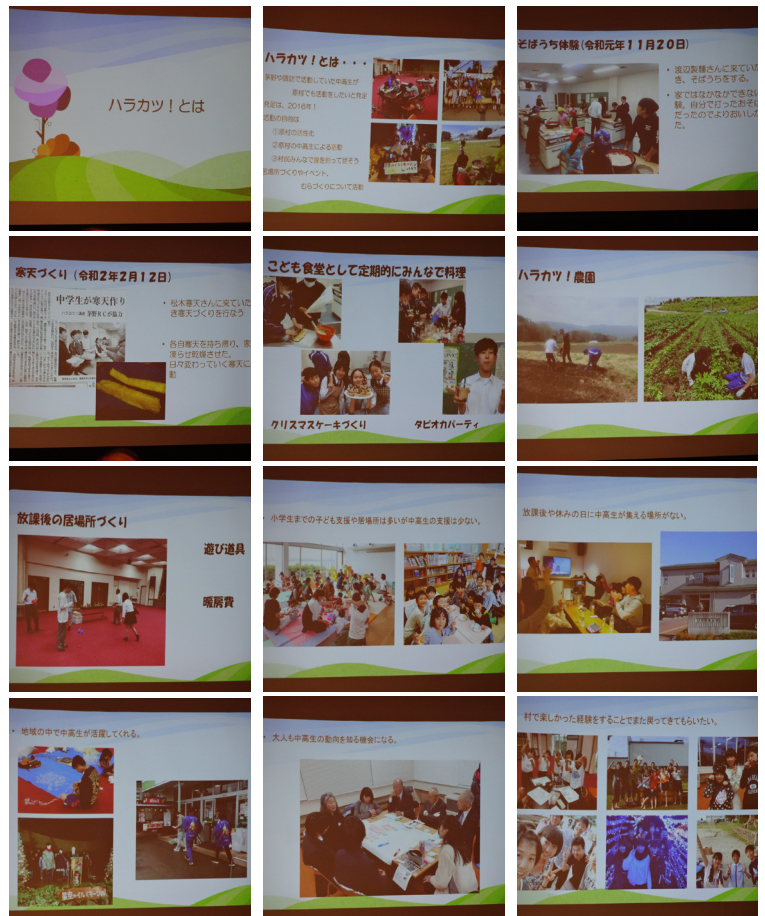 ハラカツ！とは
ハラカツ！とは・・・
茅野や諏訪で活動していた中高生が
原村でも活動をしたいと発足
発足は、2016年！
活動の目的は
①原村の活性化
②原村の中高生による活動
③村民みんなで
居場所づくりやイベント、
むらづくりについて活動
そばうち体験(令和元年１１月２０日)
• 渡辺製麺さんに来ていた
き、そばうちをする。
• 家ではなかなかできない
験。自分で打ったおそば
だったのでよりおいしか
た。
寒天づくり（令和２年２月１２日）
中学生が寒天作り
茅野ＲＣが協力
• 松木寒天さんに来ていた
き寒天づくりを行なう
• 各自寒天を持ち帰り、家
凍らせ乾燥させた。
日々変わっていく寒天に
動
こども食堂として定期的にみんなで料理
クリスマスケーキづくり
タピオカパーティ
ハラカツ！農園
放課後の居場所づくり
遊び道具
暖房費
• 小学生までの子ども支援や居場所は多いが中高生の支援は少ない。
放課後や休みの日に中高生が集える場所がない。
• 地域の中で中高生が活躍してくれる。
• 大人も中高生の動向を知る機会になる。
村で楽しかった経験をすることでまた戻ってきてもらいたい。